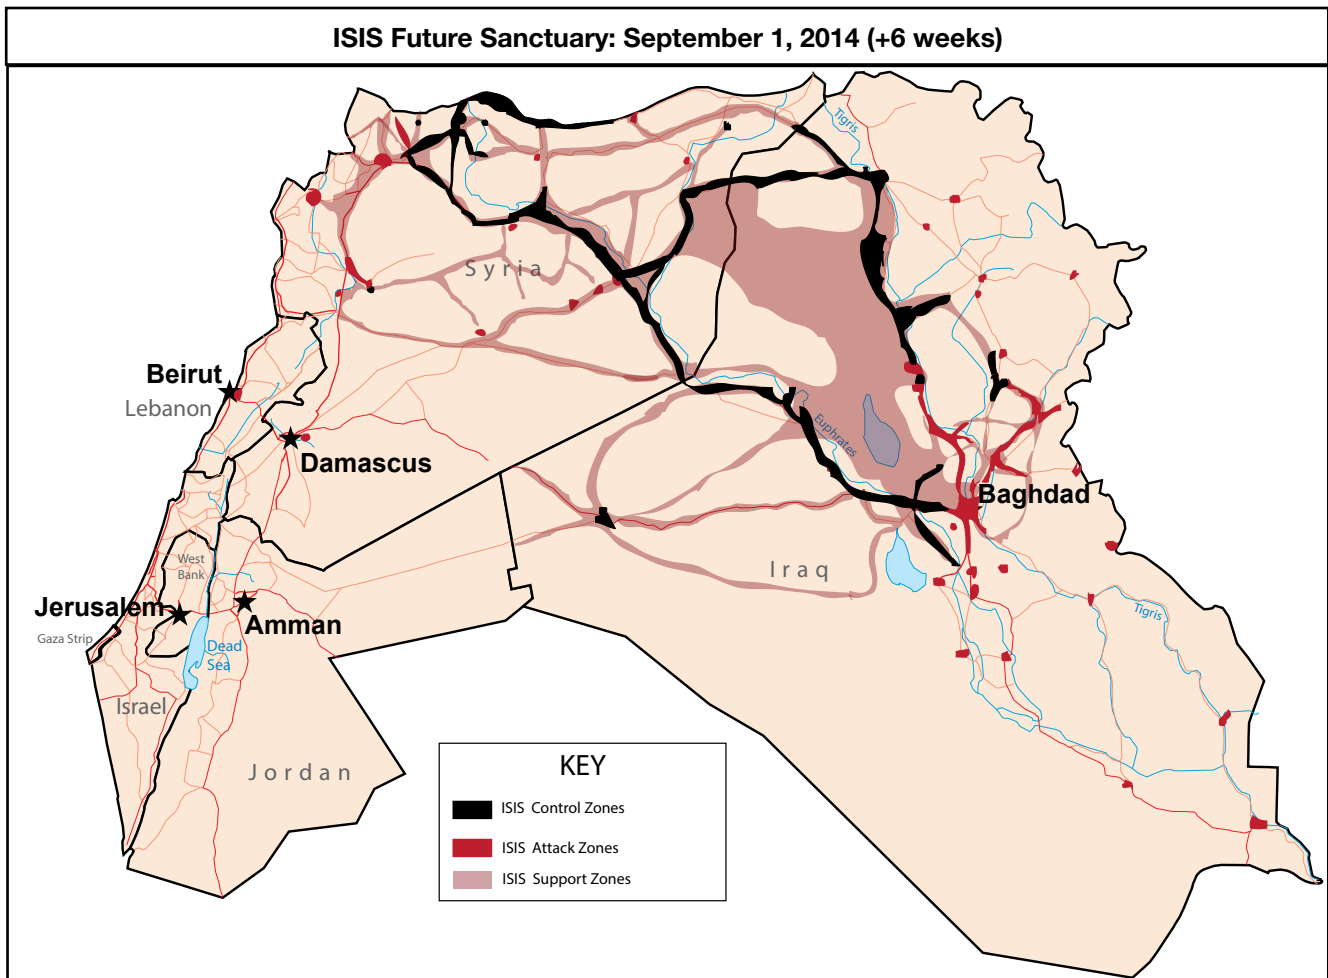 ISIS Future Sanctuary: September 1, 2014 (+6 weeks)
Tigris
Syria
Beirut
Lebanon
Damascus
Euphrates
Baghdad
West
Bank
Iraq
Jerusalem
Amman
Gaza Strip
Dead
Sea
Tigris
Israel
Jordan
KEY
ISIS Control Zones
ISIS Attack Zones
ISIS Support Zones